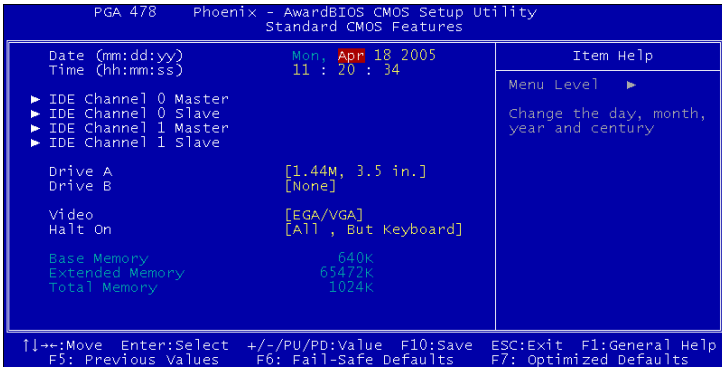 PGA 478 Phoenix - AwardBIOS CMOS Setup Utility
Standard CMOS Features
Date (mm:dd:yy) Mon, Apr 18 2005
Time (hh:mm:ss) 11 : 20 : 34
► IDE Channel 0 Master
► IDE Channel 0 Slave
► IDE Channel 1 Master
► IDE Channel 1 Slave
Drive A [1.44M, 3.5 in.]
Drive B [None]
Video [EGA/VGA]
Halt On [All , But Keyboard]
Base Memory 640K
Extended Memory 65472K
Total Memory 1024K
Item Help
Menu Level ►
Change the day, month,
year and century
↑↓→←:Move Enter:Select +/-/PU/PD:Value F10:Save ESC:Exit F1:General Help
F5: Previous Values F6: Fail-Safe Defaults F7: Optimized Defaults